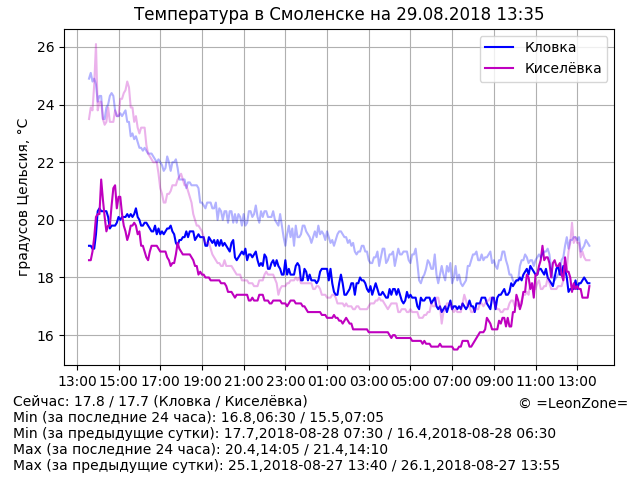 Температура в Смоленске на 29.08.2018 13:35
Кловка
Киселёвка
градусов Цельсия, °C
26
24
22
20
18
16
13:00 15:00 17:00 19:00 21:00 23:00 01:00 03:00 05:00 07:00 09:00 11:00 13:00
Сейчас: 17.8 / 17.7 (Кловка / Киселёвка)
© =LeonZone=
Min (за последние 24 часа): 16.8,06:30 / 15.5,07:05
Min (за предыдущие сутки): 17.7,2018-08-28 07:30 / 16.4,2018-08-28 06:30
Max (за последние 24 часа): 20.4,14:05 / 21.4,14:10
Max (за предыдущие сутки): 25.1,2018-08-27 13:40 / 26.1,2018-08-27 13:55